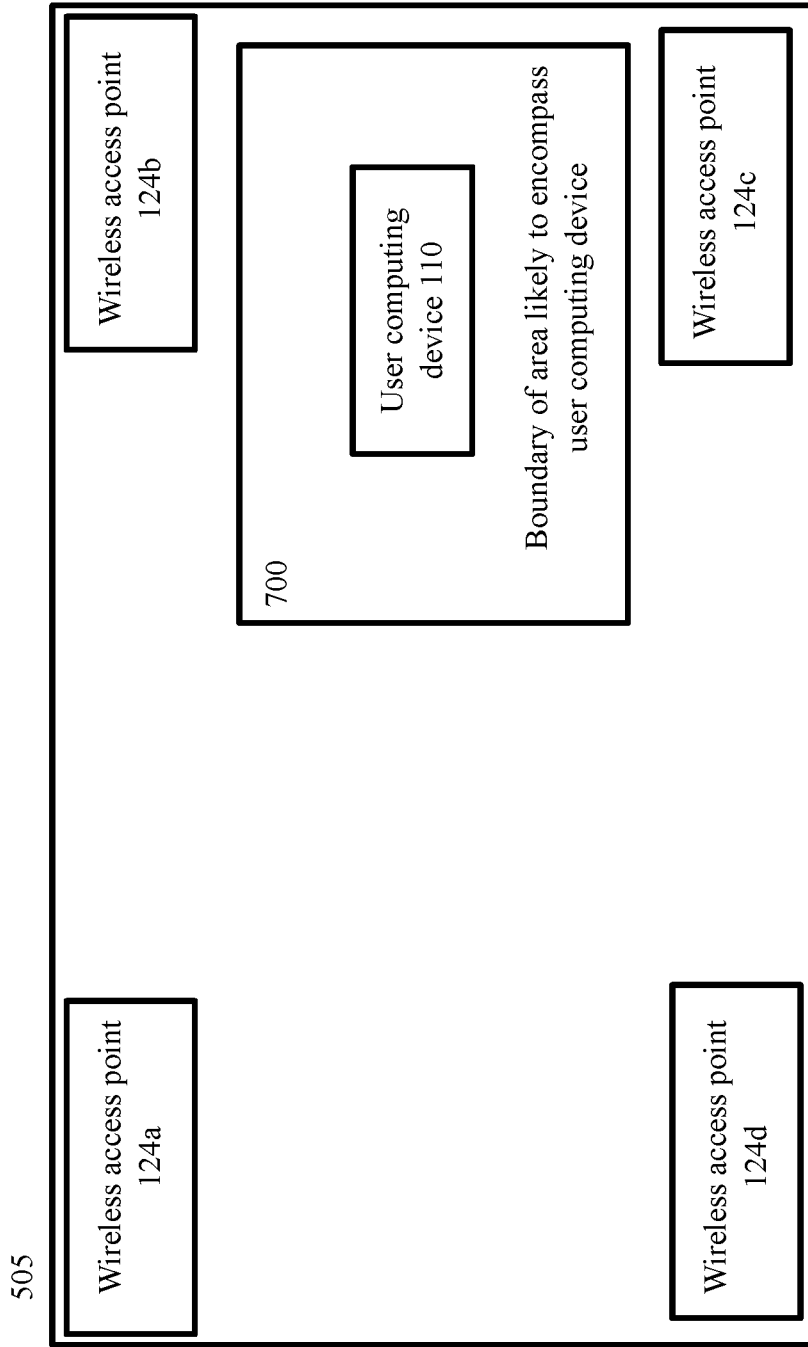 505
Wireless access point
124a
Wireless access point
124b
700
User computing
device 110
Boundary of area likely to encompass
user computing device
Wireless access point
124d
Wireless access point
124c